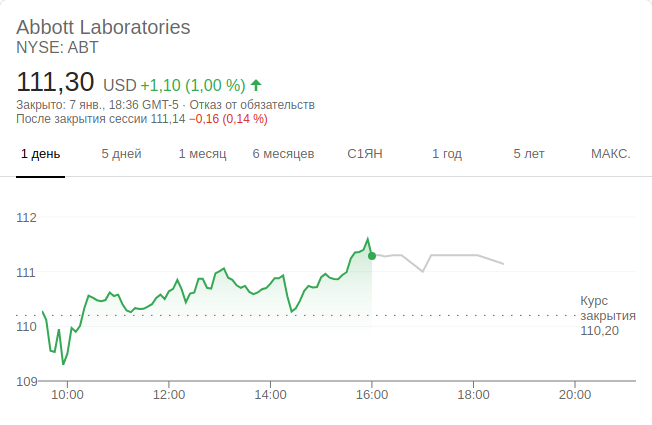 Abbott Laboratories
NYSE: ABT
111,30 USD +1,10 (1,00 %)
Закрыто: 7 янв., 18:36 GMT-5 · Отказ от обязательств
После закрытия сессии 111,14 −0,16 (0,14 %)
1 день 5 дней 1 месяц 6 месяцев С1ЯН 1 год 5 лет МАКС.
112
111
110
109
Курс
закрытия
110,20
10:00 12:00 14:00 16:00 18:00 20:00